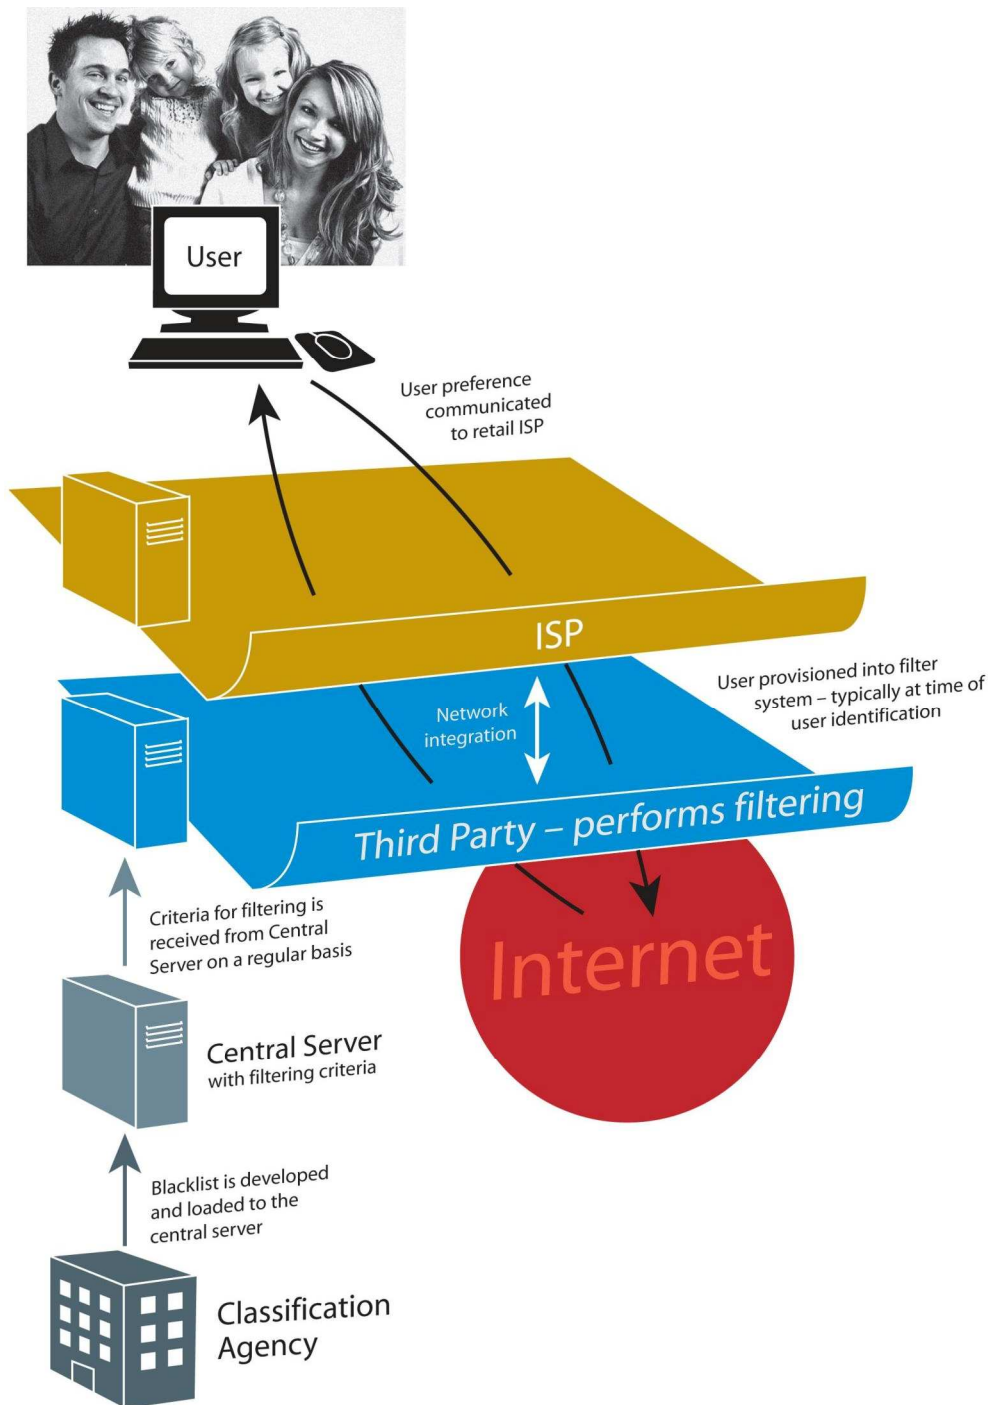 User
User preference
communicated
to retail ISP
ISP
User provisioned into filter
system – typically at time of
user identification
Network
integration
Third Party – performs filtering
Internet
Criteria for filtering is
received from Central
Server on a regular basis
Central Server
with filtering criteria
Blacklist is developed
and loaded to the
central server
Classification
Agency